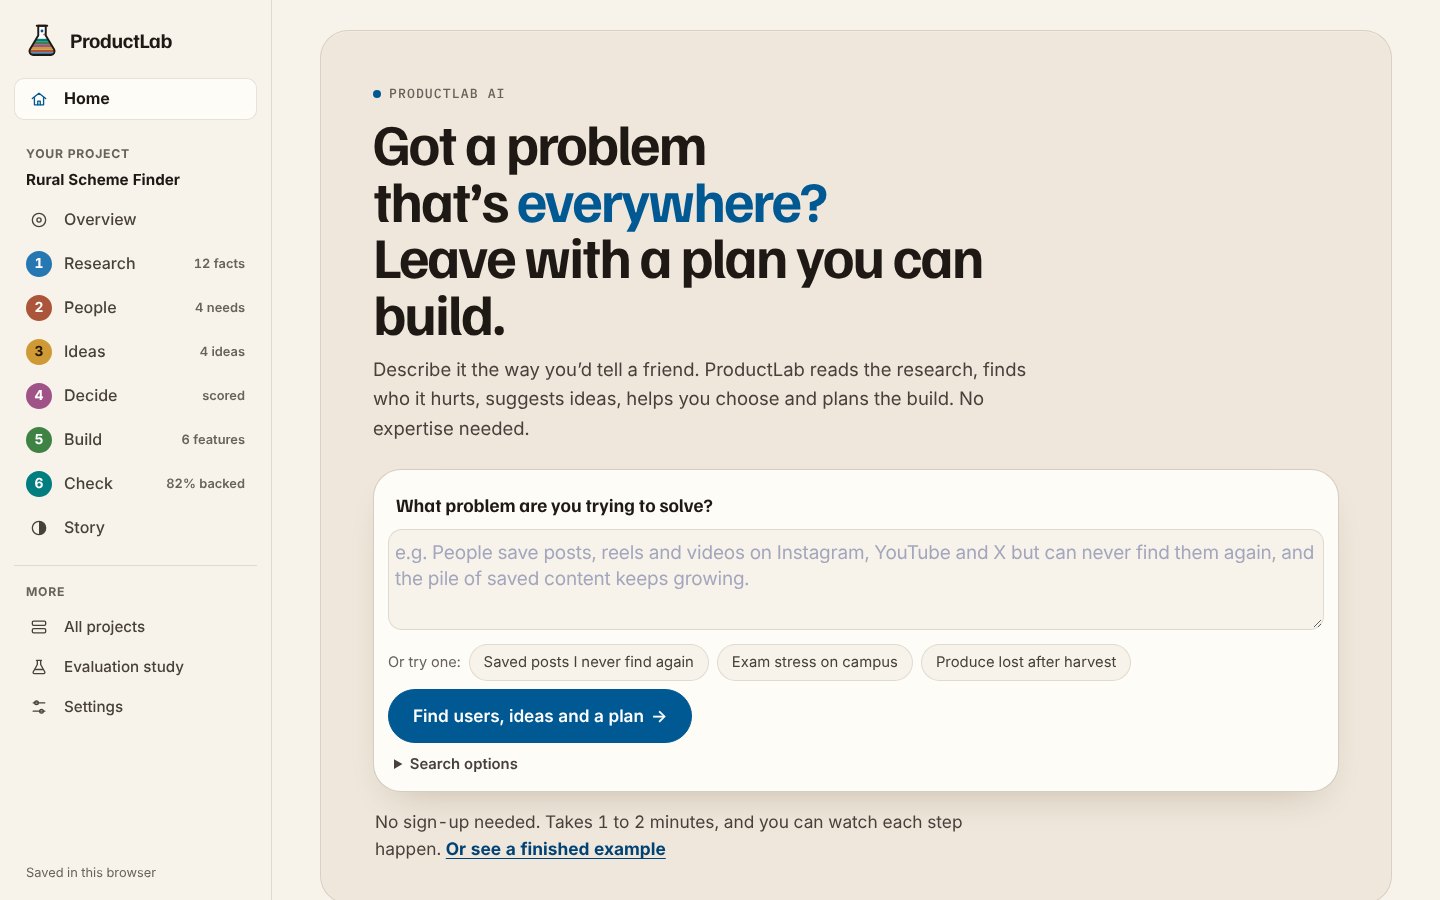 ProductLab
Home
YOUR PROJECT
Rural Scheme Finder
Overview
1 Research 12 facts
2 People 4 needs
3 Ideas 4 ideas
4 Decide scored
5 Build 6 features
6 Check 82% backed
Story
MORE
All projects
Evaluation study
Settings
Saved in this browser
PRODUCTLAB AI
Got a problem
that’s everywhere?
Leave with a plan you can
build.
Describe it the way you’d tell a friend. ProductLab reads the research, finds
who it hurts, suggests ideas, helps you choose and plans the build. No
expertise needed.
What problem are you trying to solve?
e.g. People save posts, reels and videos on Instagram, YouTube and X but can never find them again, and
the pile of saved content keeps growing.
Or try one: Saved posts I never find again Exam stress on campus Produce lost after harvest
Find users, ideas and a plan →
Search options
No sign-up needed. Takes 1 to 2 minutes, and you can watch each step
happen. Or see a finished example